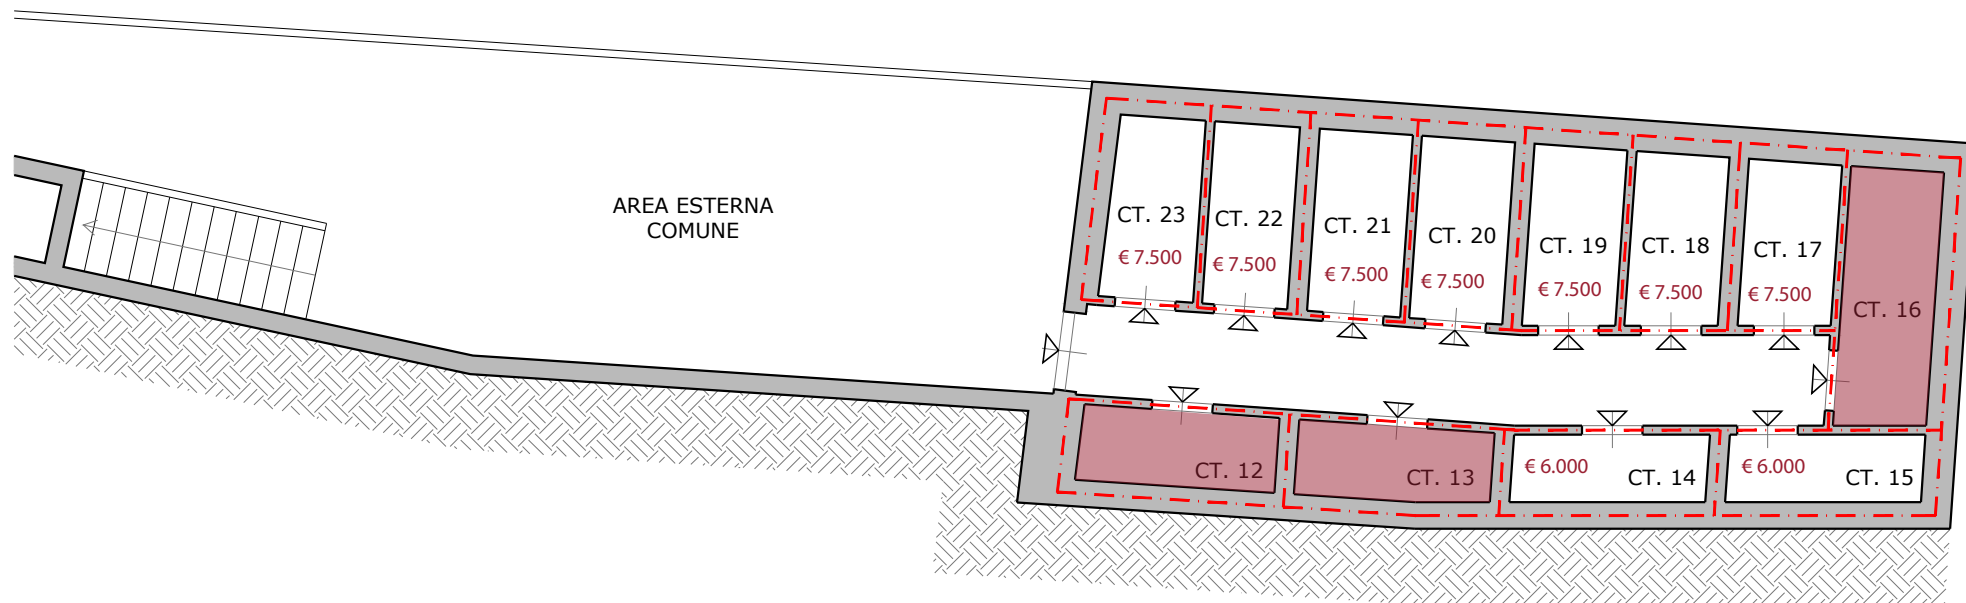 AREA ESTERNA
COMUNE
CT. 23
€ 7.500
CT. 22
€ 7.500
CT. 21
€ 7.500
CT. 20
€ 7.500
CT. 19
€ 7.500
CT. 18
€ 7.500
CT. 17
€ 7.500
CT. 16
CT. 12
CT. 13
€ 6.000
CT. 14
€ 6.000
CT. 15